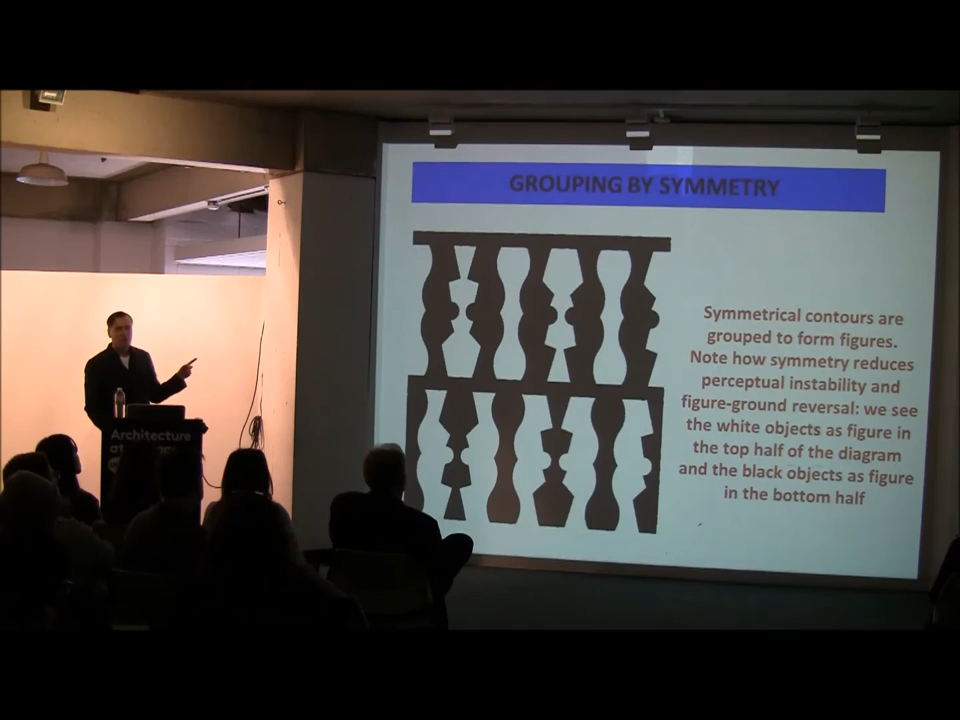 GROUPING BY SYMMETRY
Symmetrical contours are
grouped to form figures.
Note how symmetry reduces
perceptual instability and
figure-ground reversal: we see
the white objects as figure in
the top half of the diagram
and the black objects as figure
in the bottom half
Architecture
at